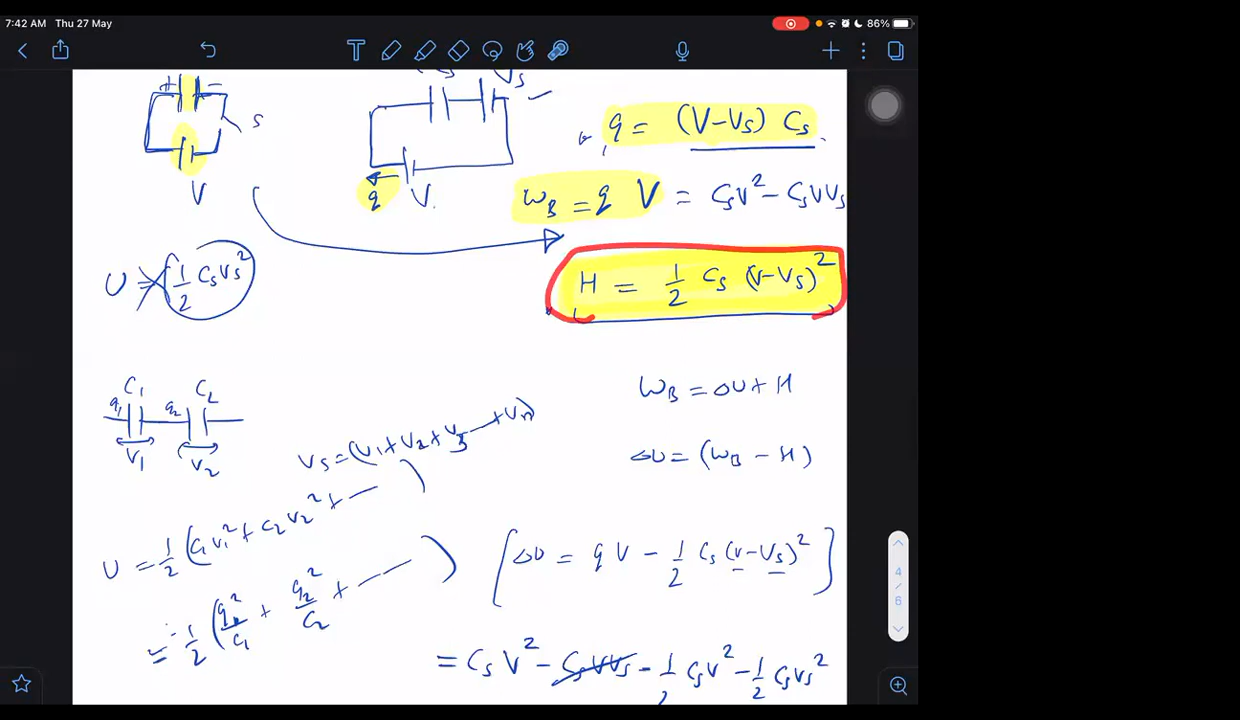 7:42 AM Thu 27 May
86%
T
+ -
s
V
Vs
q
V
q = (V-Vs) Cs
WB = q V = CsV² - CsVVs
U = 1/2 CsVs²
H = 1/2 Cs (V-Vs)²
C1 C2
q1 q2
V1 V2
WB = ΔU + H
Vs = (V1 + V2 + V3 — + Vn)
ΔU = (WB - H)
U = 1/2 (C1V1² + C2V2² + — )
[ΔU = qV - 1/2 Cs (V-Vs)²]
= 1/2 (q1²/C1 + q2²/C2 + — )
= CsV² - CsVVs - 1/2 CsV² - 1/2 CsVs²
4
/
6